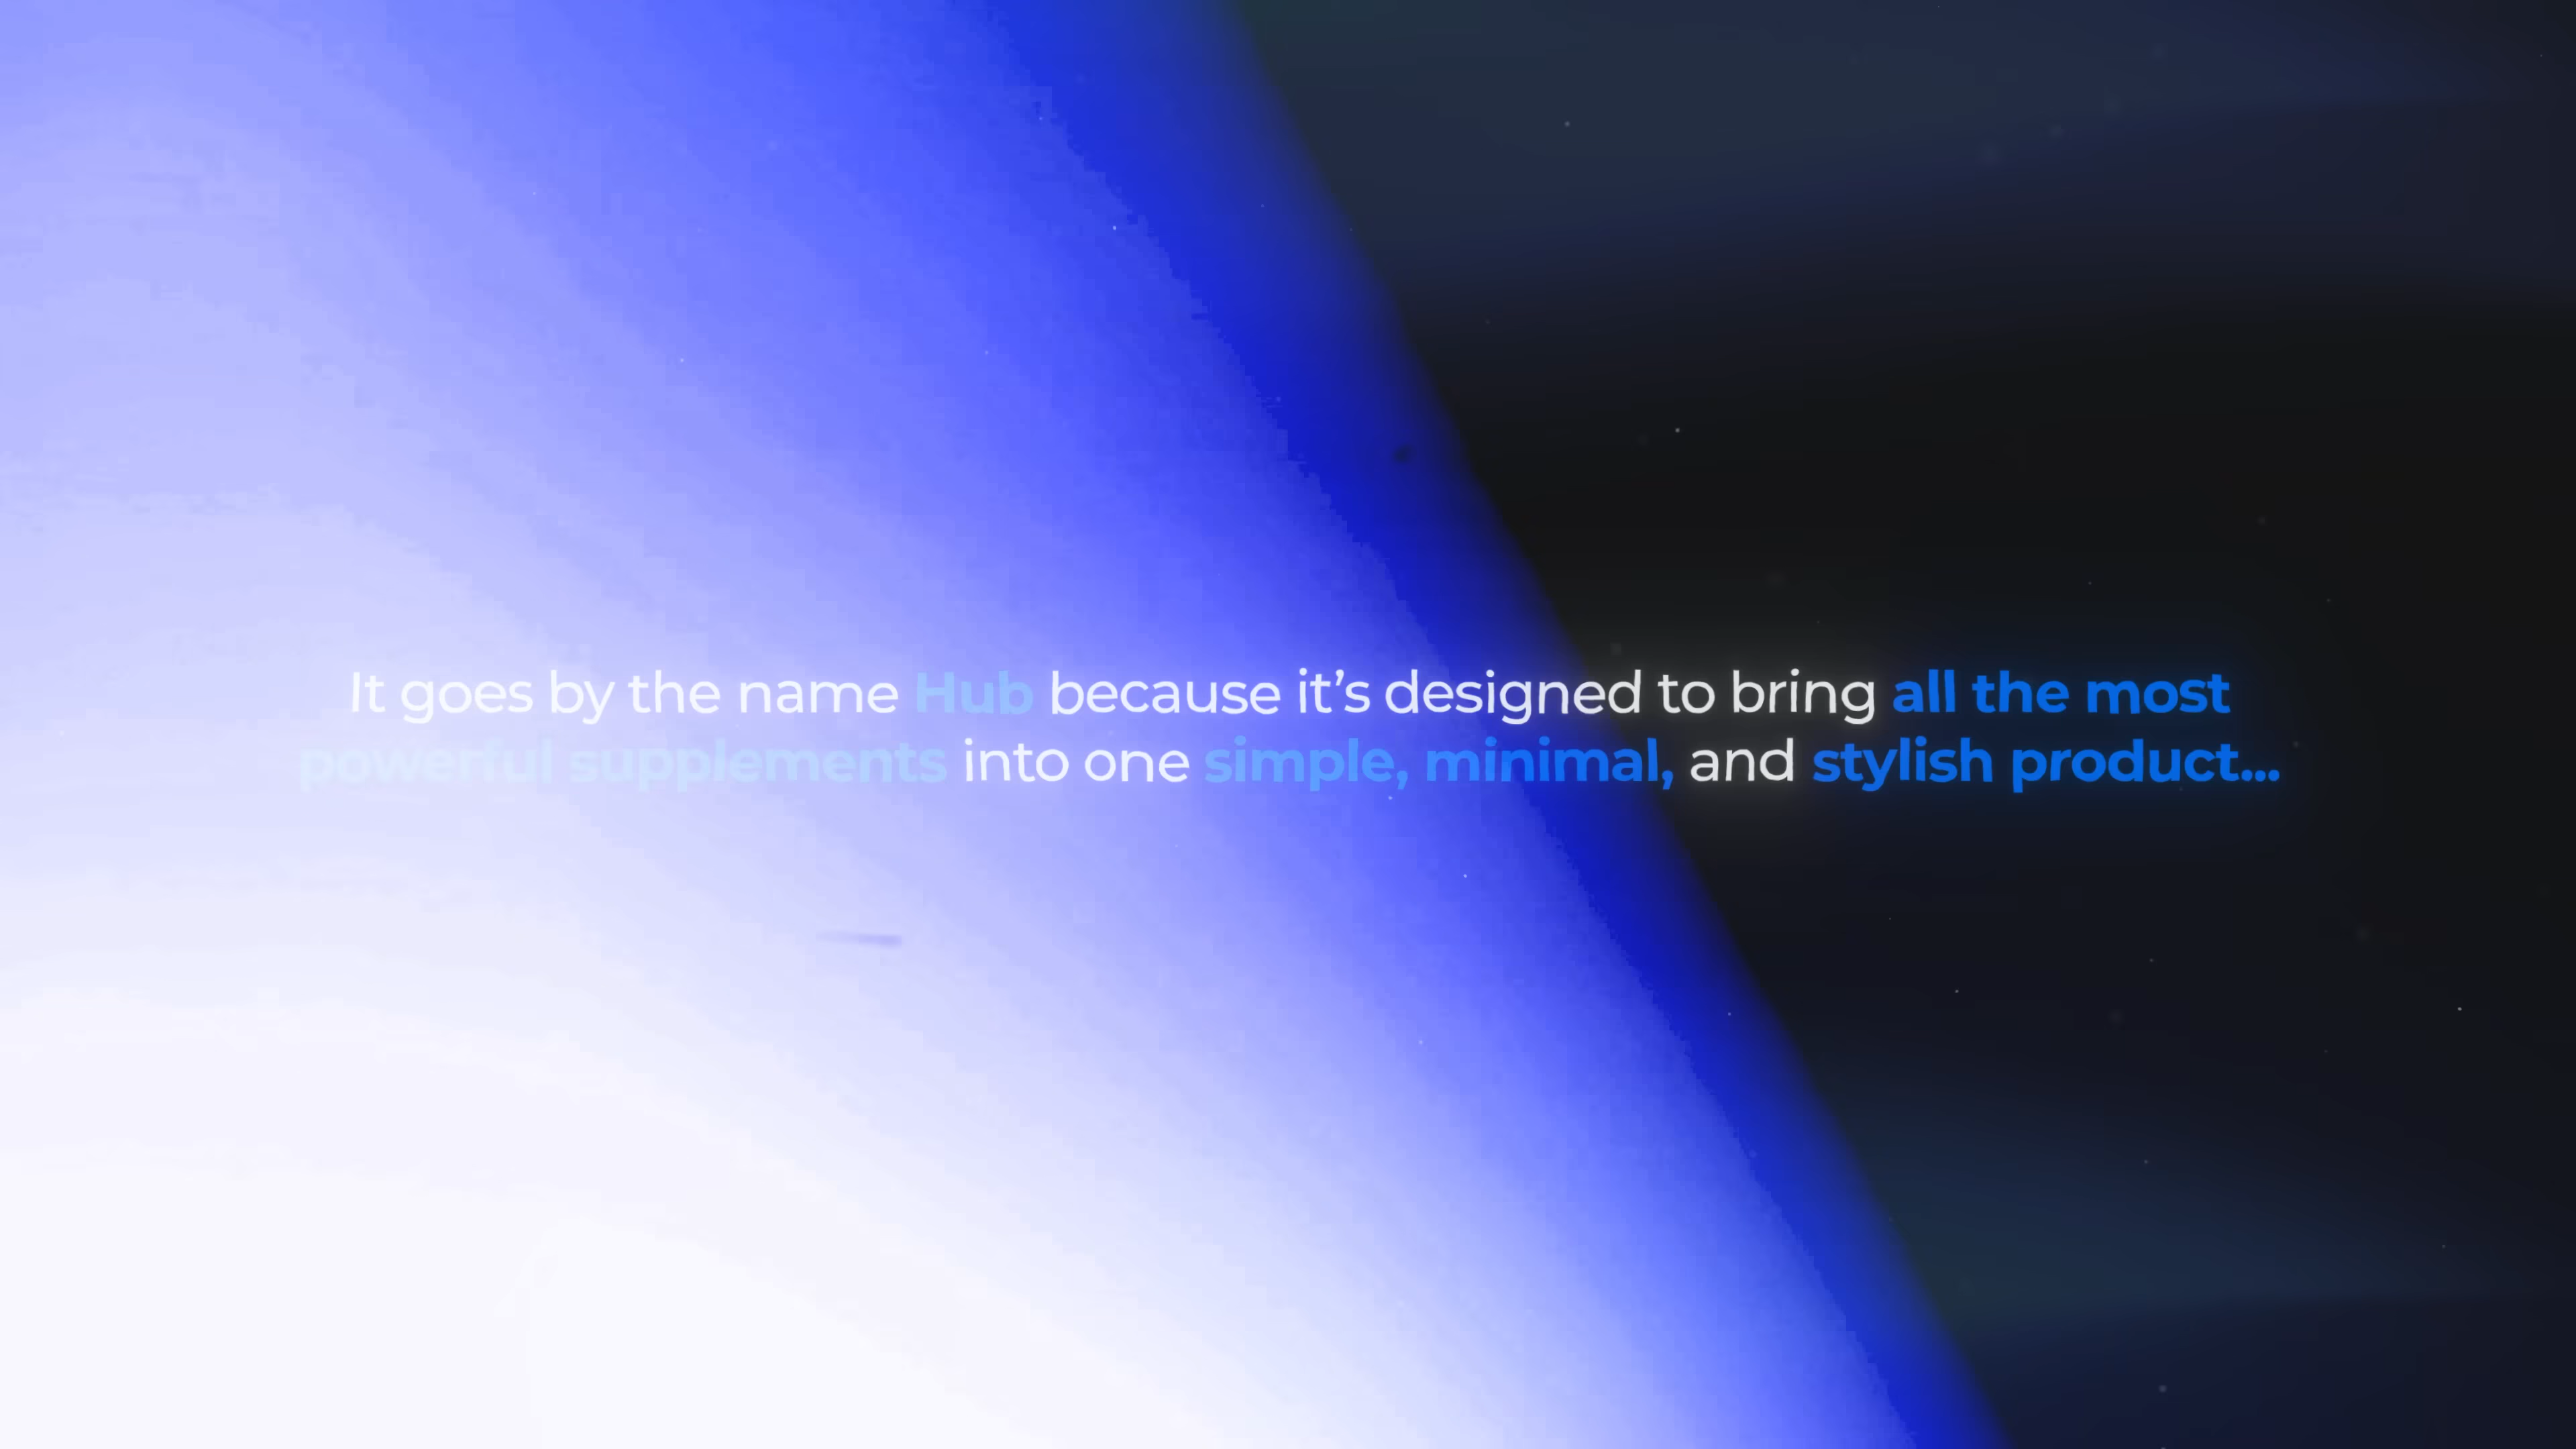 It goes by the name Hub because it’s designed to bring all the most
powerful supplements into one simple, minimal, and stylish product...